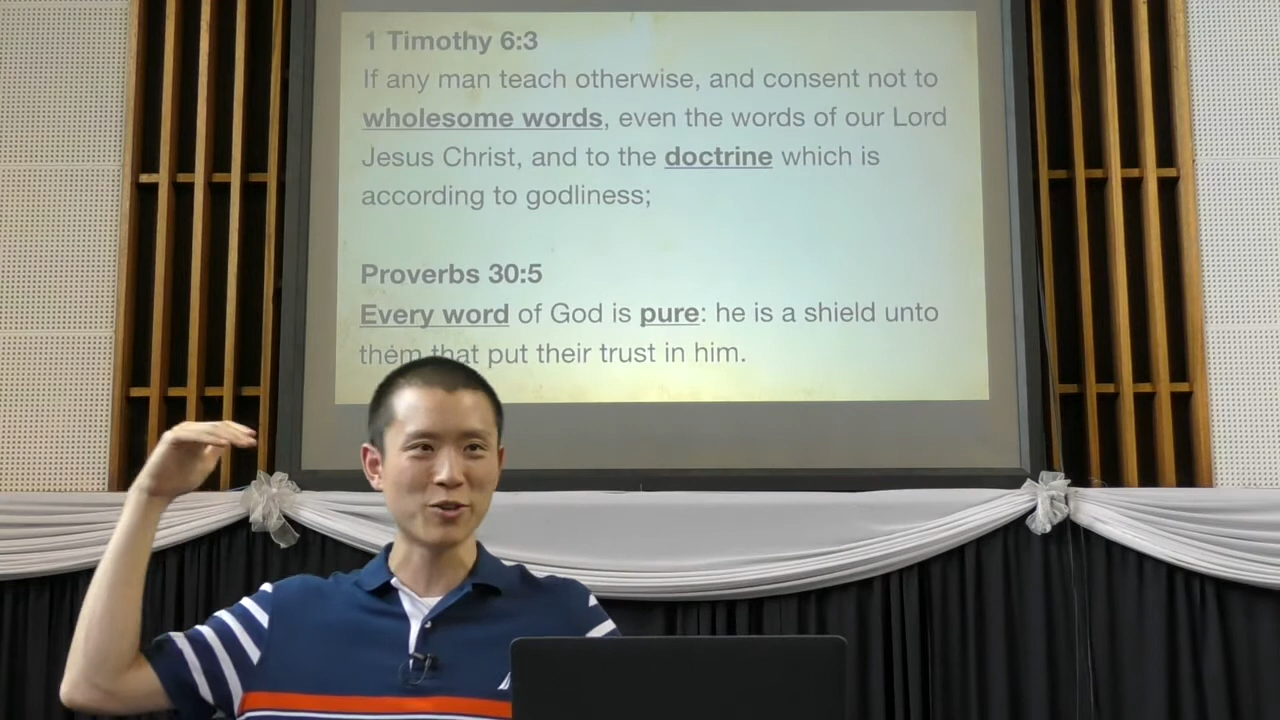 1 Timothy 6:3
If any man teach otherwise, and consent not to
wholesome words, even the words of our Lord
Jesus Christ, and to the doctrine which is
according to godliness;
Proverbs 30:5
Every word of God is pure: he is a shield unto
them that put their trust in him.